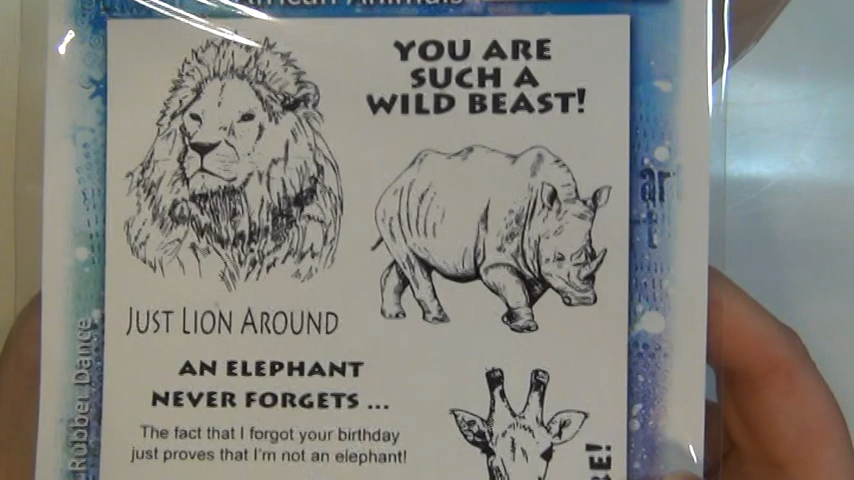 African Animals
YOU ARE
SUCH A
WILD BEAST!
JUST LION AROUND
AN ELEPHANT
NEVER FORGETS ...
The fact that I forgot your birthday
just proves that I'm not an elephant!
Rubber Dance